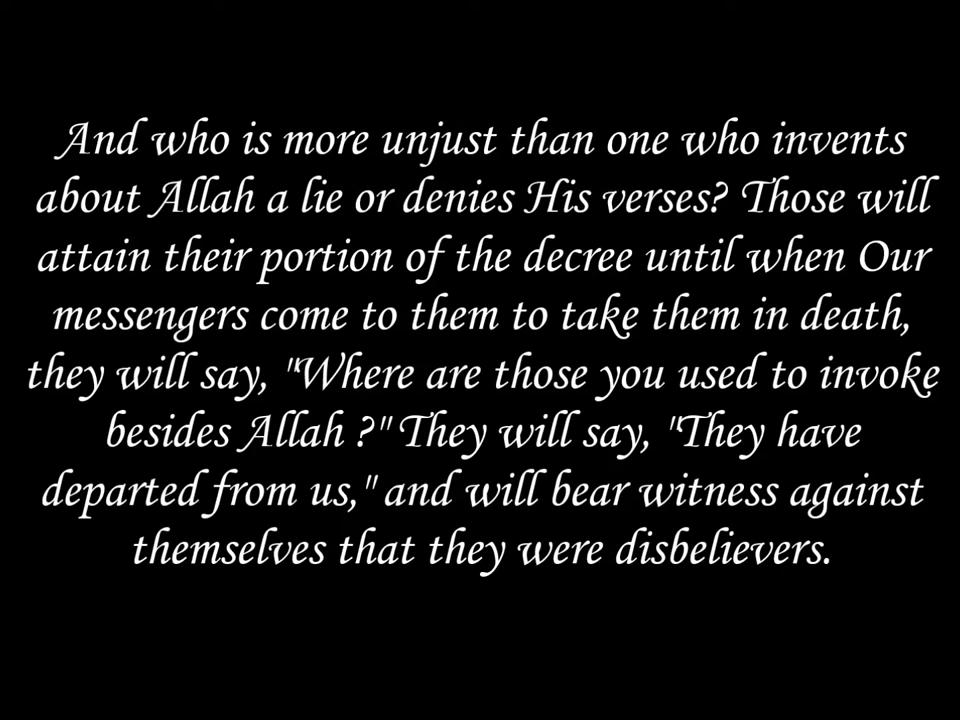 And who is more unjust than one who invents
about Allah a lie or denies His verses? Those will
attain their portion of the decree until when Our
messengers come to them to take them in death,
they will say, "Where are those you used to invoke
besides Allah ?" They will say, "They have
departed from us," and will bear witness against
themselves that they were disbelievers.